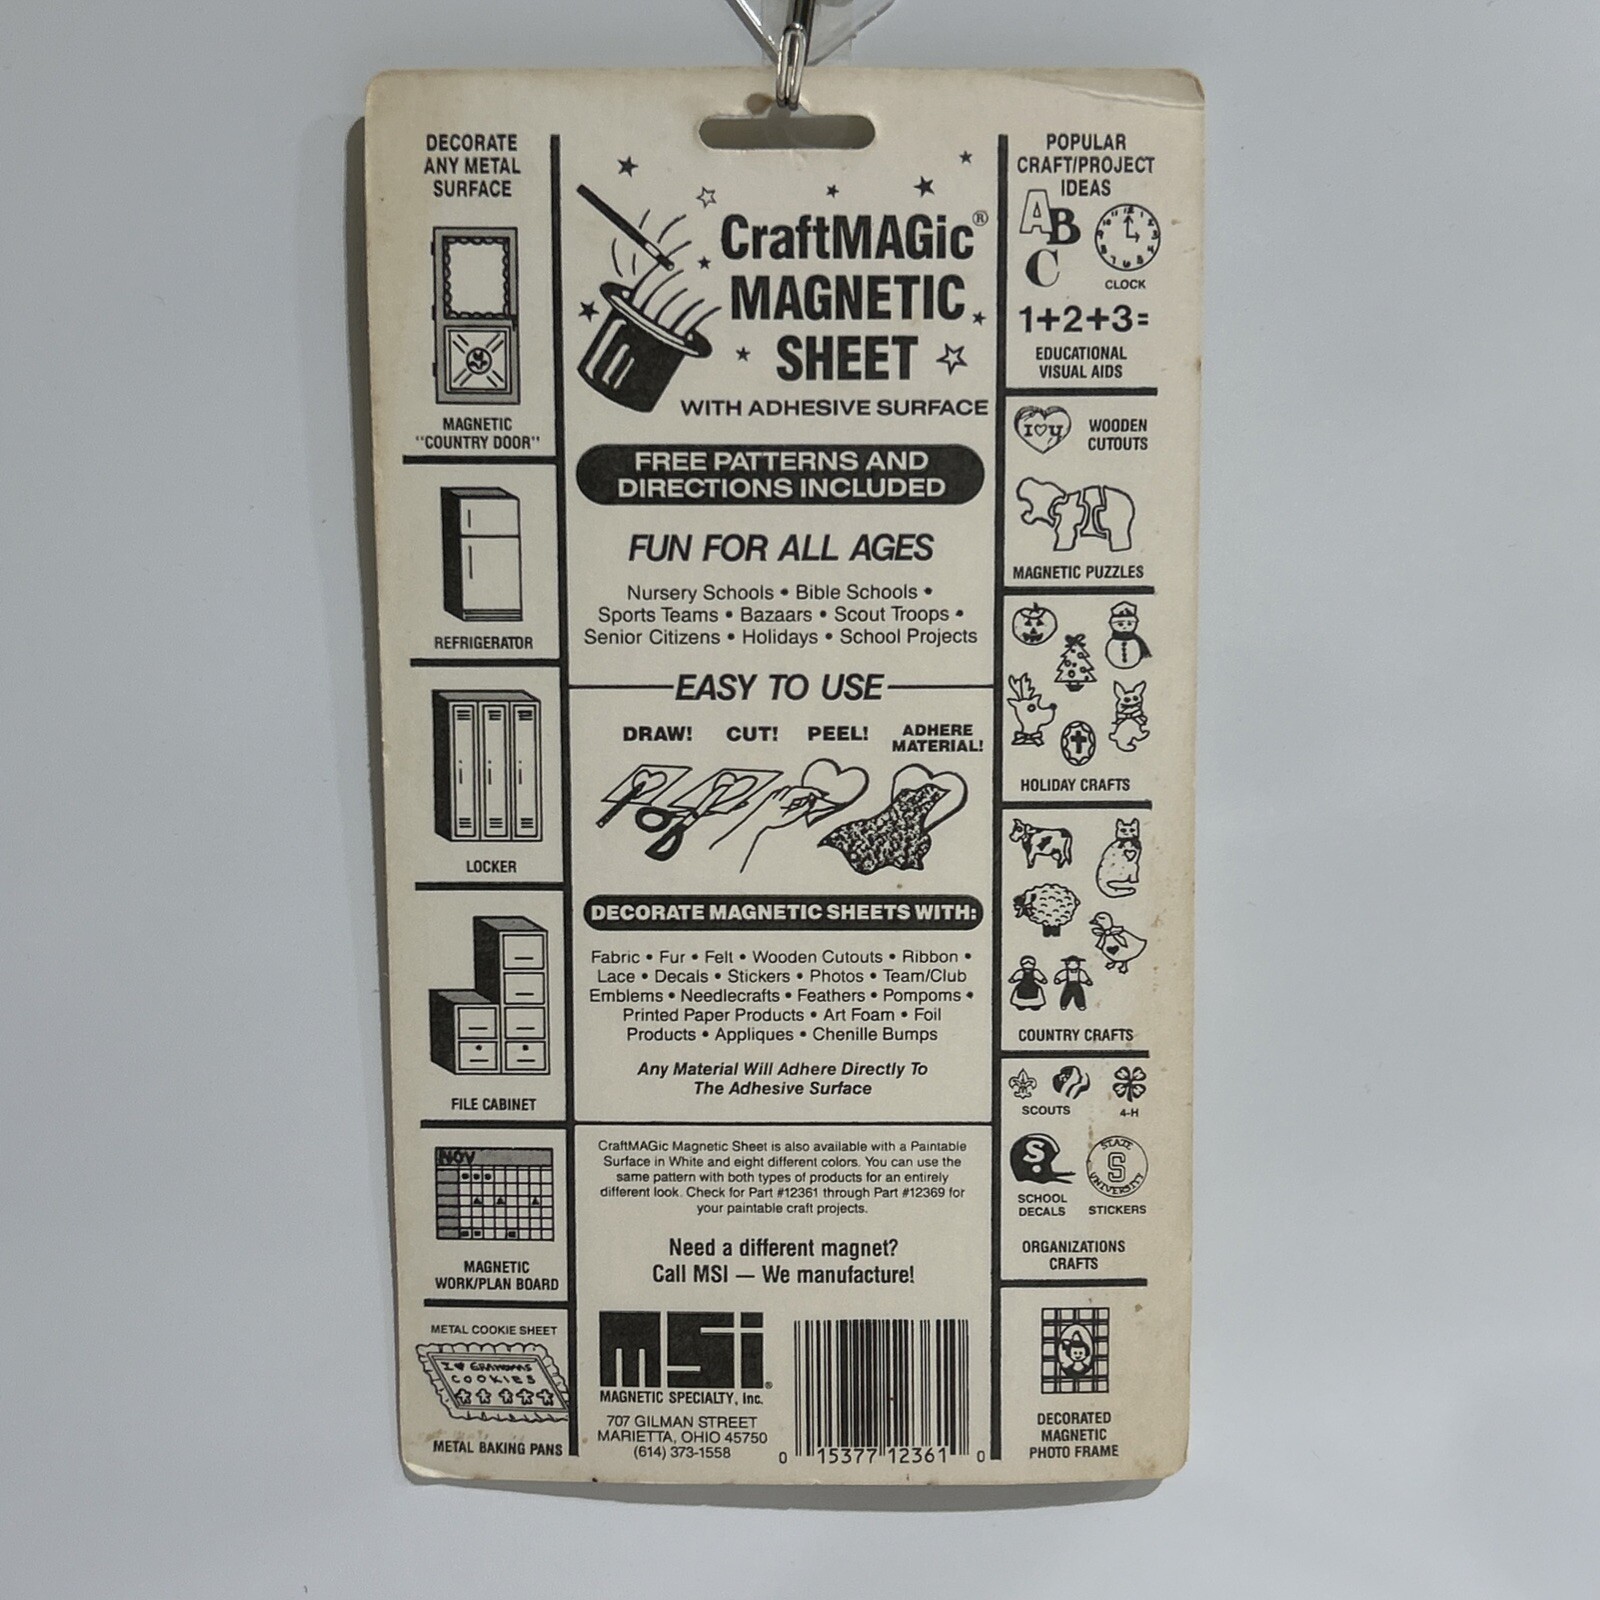 DECORATE
ANY METAL
SURFACE
MAGNETIC
"COUNTRY DOOR"
REFRIGERATOR
LOCKER
FILE CABINET
NOV
MAGNETIC
WORK/PLAN BOARD
METAL COOKIE SHEET
I ♥ GRANDMAS
COOKIES
METAL BAKING PANS
CraftMAGic®
MAGNETIC
SHEET
WITH ADHESIVE SURFACE
FREE PATTERNS AND
DIRECTIONS INCLUDED
FUN FOR ALL AGES
Nursery Schools • Bible Schools •
Sports Teams • Bazaars • Scout Troops •
Senior Citizens • Holidays • School Projects
EASY TO USE
DRAW! CUT! PEEL! ADHERE
MATERIAL!
DECORATE MAGNETIC SHEETS WITH:
Fabric • Fur • Felt • Wooden Cutouts • Ribbon •
Lace • Decals • Stickers • Photos • Team/Club
Emblems • Needlecrafts • Feathers • Pompoms •
Printed Paper Products • Art Foam • Foil
Products • Appliques • Chenille Bumps
Any Material Will Adhere Directly To
The Adhesive Surface
CraftMAGic Magnetic Sheet is also available with a Paintable
Surface in White and eight different colors. You can use the
same pattern with both types of products for an entirely
different look. Check for Part #12361 through Part #12369 for
your paintable craft projects.
Need a different magnet?
Call MSI — We manufacture!
msi®
MAGNETIC SPECIALTY, Inc.
707 GILMAN STREET
MARIETTA, OHIO 45750
(614) 373-1558
0 15377 12361 0
POPULAR
CRAFT/PROJECT
IDEAS
A B
C
CLOCK
1+2+3=
EDUCATIONAL
VISUAL AIDS
I ♡ U
WOODEN
CUTOUTS
MAGNETIC PUZZLES
HOLIDAY CRAFTS
COUNTRY CRAFTS
SCOUTS
4-H
S
STATE
S
UNIVERSITY
SCHOOL
DECALS
STICKERS
ORGANIZATIONS
CRAFTS
DECORATED
MAGNETIC
PHOTO FRAME